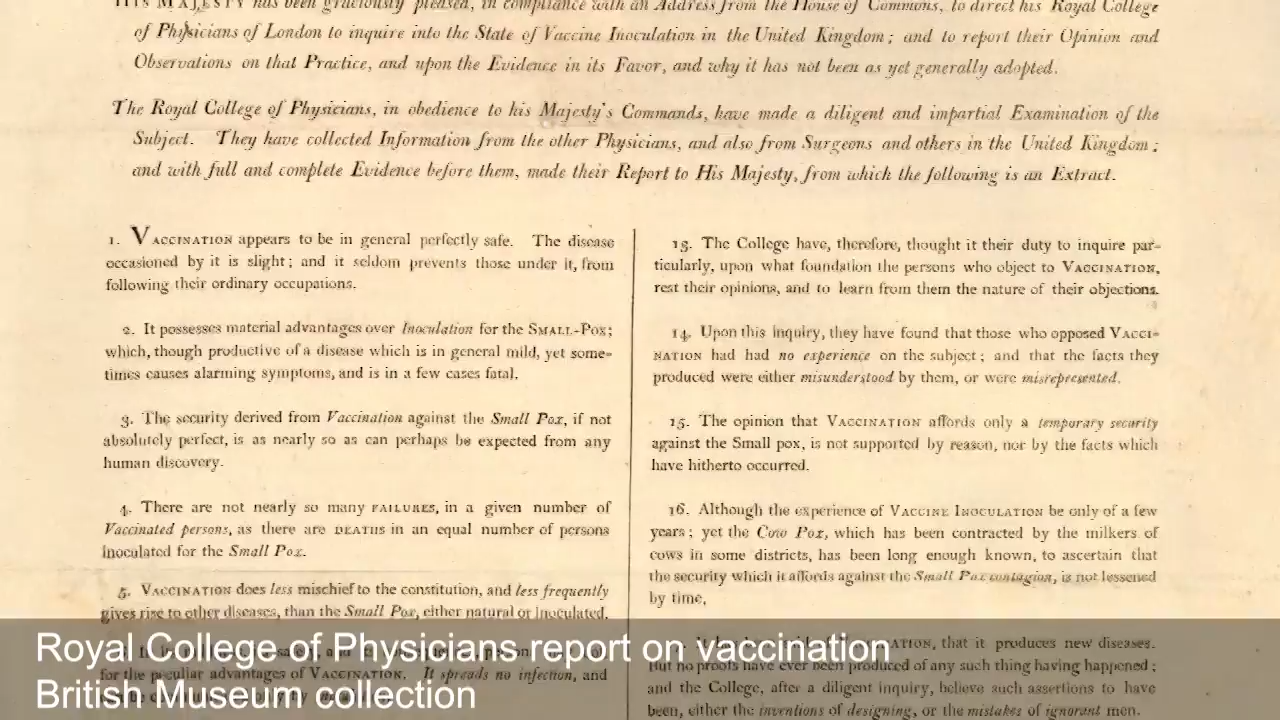 HIS MAJESTY has been graciously pleased, in compliance with an Address from the House of Commons, to direct his Royal College
of Physicians of London to inquire into the State of Vaccine Inoculation in the United Kingdom; and to report their Opinion and
Observations on that Practice, and upon the Evidence in its Favor, and why it has not been as yet generally adopted.
The Royal College of Physicians, in obedience to his Majesty's Commands, have made a diligent and impartial Examination of the
Subject. They have collected Information from the other Physicians, and also from Surgeons and others in the United Kingdom;
and with full and complete Evidence before them, made their Report to His Majesty, from which the following is an Extract.
1. VACCINATION appears to be in general perfectly safe. The disease
occasioned by it is slight; and it seldom prevents those under it, from
following their ordinary occupations.
2. It possesses material advantages over Inoculation for the SMALL-POX;
which, though productive of a disease which is in general mild, yet some-
times causes alarming symptoms, and is in a few cases fatal.
3. The security derived from Vaccination against the Small Pox, if not
absolutely perfect, is as nearly so as can perhaps be expected from any
human discovery.
4. There are not nearly so many FAILURES, in a given number of
Vaccinated persons, as there are DEATHS in an equal number of persons
inoculated for the Small Pox.
5. VACCINATION does less mischief to the constitution, and less frequently
gives rise to other diseases, than the Small Pox, either natural or inoculated.
for the peculiar advantages of VACCINATION. It spreads no infection, and
13. The College have, therefore, thought it their duty to inquire par-
ticularly, upon what foundation the persons who object to VACCINATION,
rest their opinions, and to learn from them the nature of their objections.
14. Upon this inquiry, they have found that those who opposed VACCI-
NATION had had no experience on the subject; and that the facts they
produced were either misunderstood by them, or were misrepresented.
15. The opinion that VACCINATION affords only a temporary security
against the Small pox, is not supported by reason, nor by the facts which
have hitherto occurred.
16. Although the experience of VACCINE INOCULATION be only of a few
years; yet the Cow Pox, which has been contracted by the milkers of
cows in some districts, has been long enough known, to ascertain that
the security which it affords against the Small Pox contagion, is not lessened
by time,
that it produces new diseases.
But no proofs have ever been produced of any such thing having happened;
and the College, after a diligent inquiry, believe such assertions to have
been, either the inventions of designing, or the mistakes of ignorant men.
Royal College of Physicians report on vaccination
British Museum collection